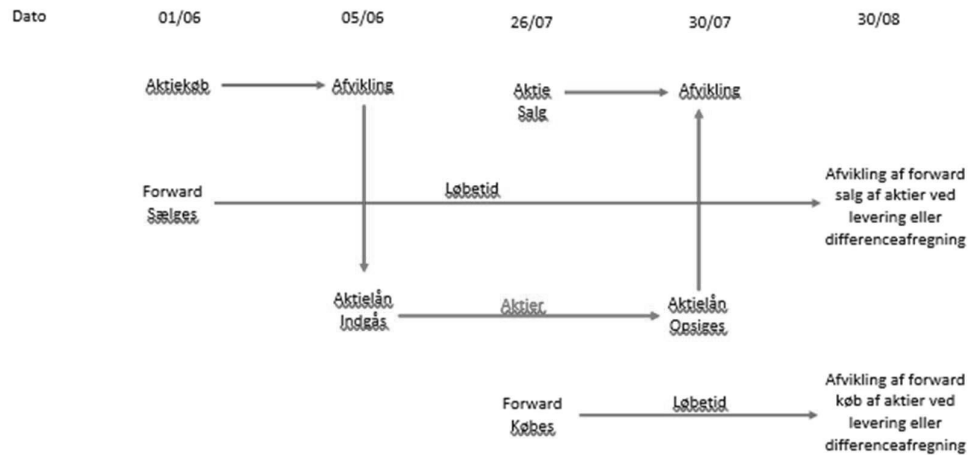 Dato 01/06 05/06 26/07 30/07 30/08
Aktiekøb Afvikling Aktie Afvikling
Salg
Forward Løbetid Afvikling af forward
Sælges salg af aktier ved
levering eller
differenceafregning
Aktielån Aktier Aktielån
Indgås Opsiges
Forward Løbetid Afvikling af forward
Købes køb af aktier ved
levering eller
differenceafregning